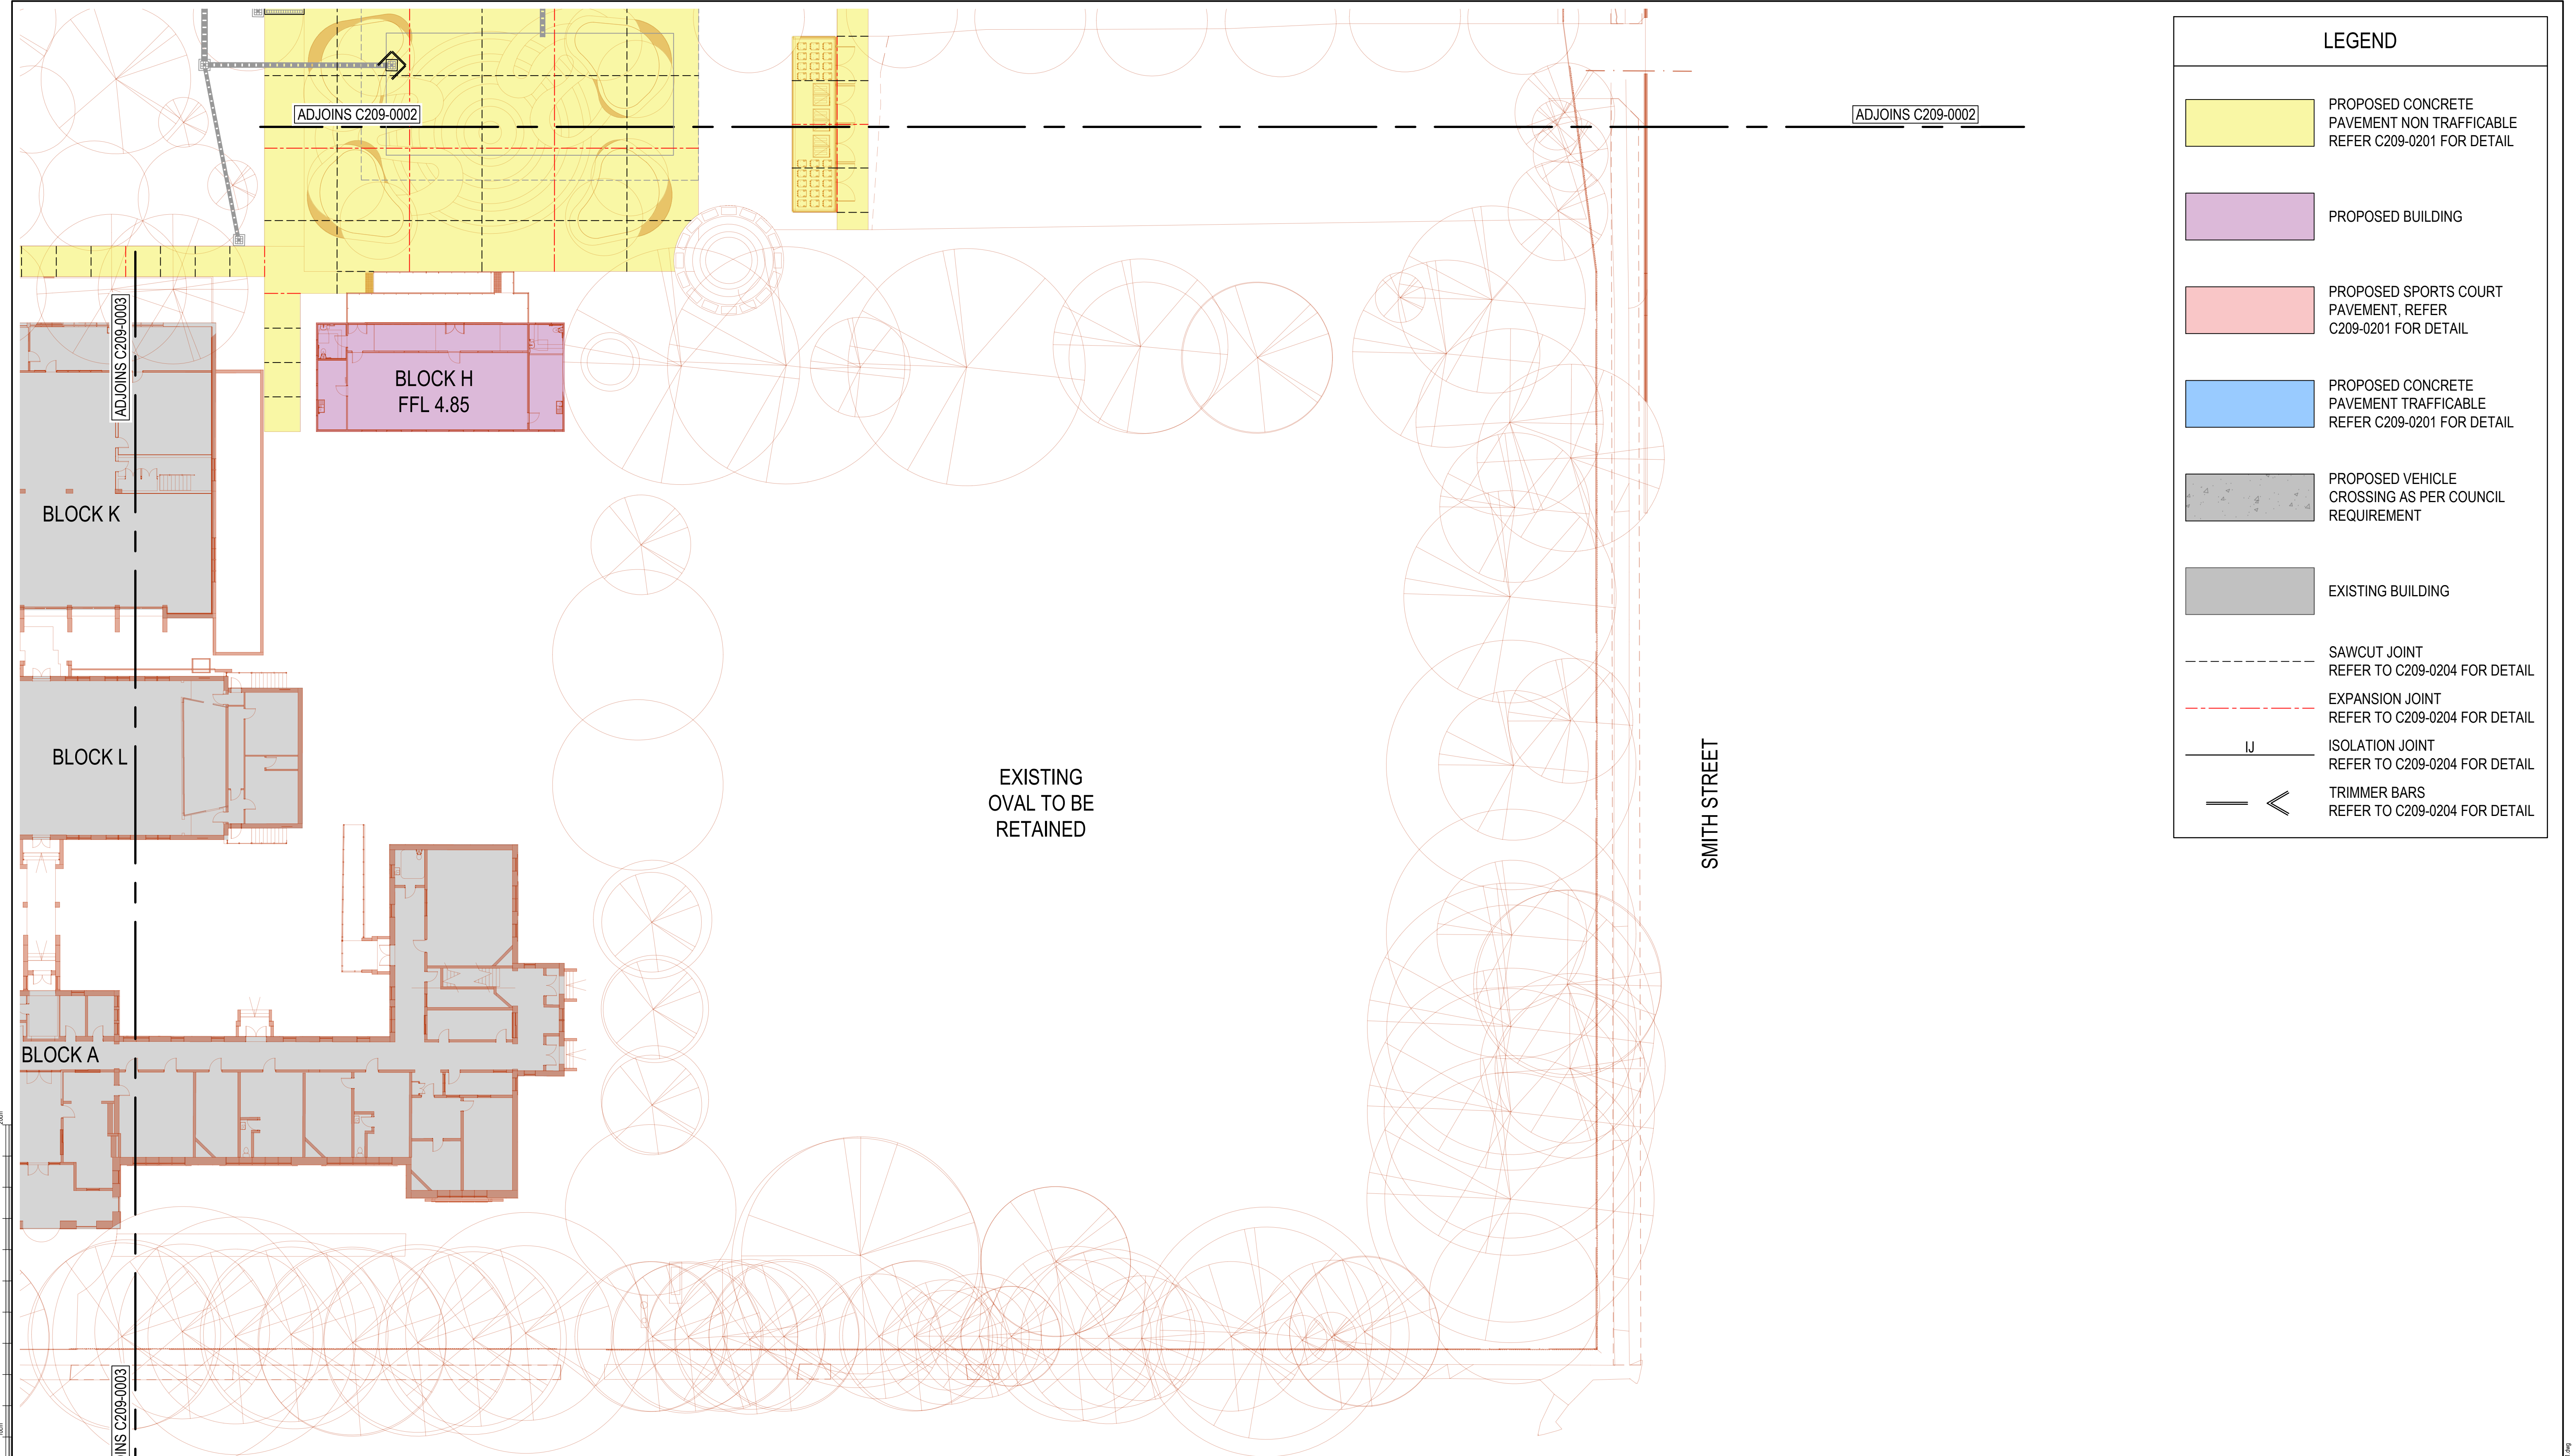 ADJOINS C209-0002
ADJOINS C209-0002
ADJOINS C209-0003
BLOCK H
FFL 4.85
BLOCK K
BLOCK L
EXISTING
OVAL TO BE
RETAINED
SMITH STREET
BLOCK A
C209-0003
LEGEND
PROPOSED CONCRETE
PAVEMENT NON TRAFFICABLE
REFER C209-0201 FOR DETAIL
PROPOSED BUILDING
PROPOSED SPORTS COURT
PAVEMENT, REFER
C209-0201 FOR DETAIL
PROPOSED CONCRETE
PAVEMENT TRAFFICABLE
REFER C209-0201 FOR DETAIL
PROPOSED VEHICLE
CROSSING AS PER COUNCIL
REQUIREMENT
EXISTING BUILDING
SAWCUT JOINT
REFER TO C209-0204 FOR DETAIL
EXPANSION JOINT
REFER TO C209-0204 FOR DETAIL
IJ
ISOLATION JOINT
REFER TO C209-0204 FOR DETAIL
TRIMMER BARS
REFER TO C209-0204 FOR DETAIL